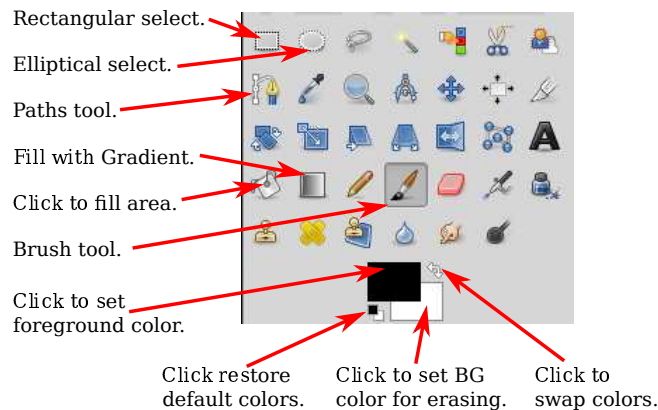 Rectangular select.
Elliptical select.
Paths tool.
Fill with Gradient.
Click to fill area.
Brush tool.
Click to set
foreground color.
Click restore
default colors.
Click to set BG
color for erasing.
Click to
swap colors.